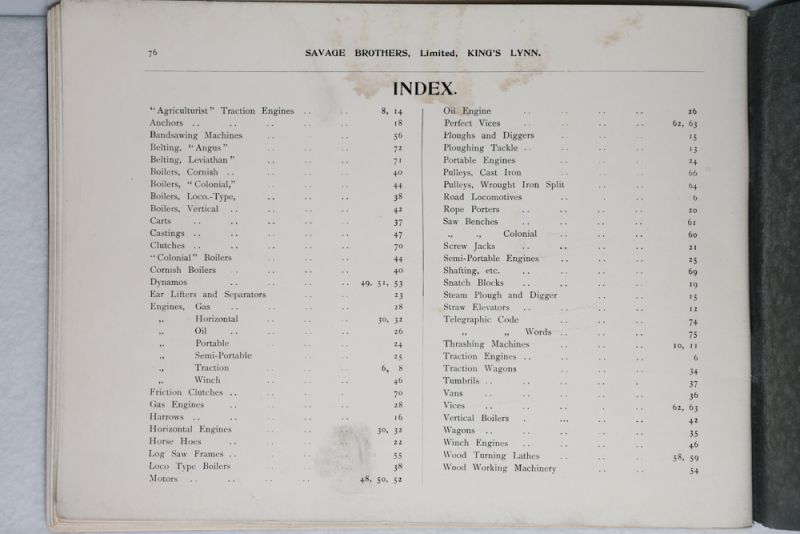 76
SAVAGE BROTHERS, Limited, KING'S LYNN.
INDEX.
"Agriculturist" Traction Engines .. .. 8, 14
Anchors .. .. .. .. .. 18
Bandsawing Machines .. .. .. 56
Belting, "Angus" .. .. .. 72
Belting, Leviathan" .. .. .. 71
Boilers, Cornish .. .. .. .. 40
Boilers, "Colonial," .. .. .. 44
Boilers, Loco.-Type, .. .. .. 38
Boilers, Vertical .. .. .. .. 42
Carts .. .. .. .. .. 37
Castings .. .. .. .. .. 47
Clutches .. .. .. .. .. 70
"Colonial" Boilers .. .. .. 44
Cornish Boilers .. .. .. .. 40
Dynamos .. .. .. .. 49, 51, 53
Ear Lifters and Separators .. .. 23
Engines, Gas .. .. .. .. 28
„ Horizontal .. .. .. 30, 32
„ Oil .. .. .. .. 26
„ Portable .. .. .. 24
„ Semi-Portable .. .. 25
„ Traction .. .. .. 6, 8
„ Winch .. .. .. 46
Friction Clutches .. .. .. .. 70
Gas Engines .. .. .. .. 28
Harrows .. .. .. .. .. 16
Horizontal Engines .. .. .. 30, 32
Horse Hoes .. .. .. .. 22
Log Saw Frames .. .. .. .. 55
Loco Type Boilers .. .. .. 38
Motors .. .. .. .. 48, 50, 52
Oil Engine .. .. .. .. 26
Perfect Vices .. .. .. .. 62, 63
Ploughs and Diggers .. .. .. 15
Ploughing Tackle .. .. .. .. 13
Portable Engines .. .. .. 24
Pulleys, Cast Iron .. .. .. 66
Pulleys, Wrought Iron Split .. .. 64
Road Locomotives .. .. .. 6
Rope Porters .. .. .. .. 20
Saw Benches .. .. .. .. 61
„ „ Colonial .. .. .. 60
Screw Jacks .. .. .. .. 21
Semi-Portable Engines .. .. .. 25
Shafting, etc. .. .. .. .. 69
Snatch Blocks .. .. .. .. 19
Steam Plough and Digger .. .. 15
Straw Elevators .. .. .. .. 12
Telegraphic Code .. .. .. 74
„ „ Words .. .. .. 75
Thrashing Machines .. .. .. 10, 11
Traction Engines .. .. .. .. 6
Traction Wagons .. .. .. 34
Tumbrils .. .. .. .. .. 37
Vans .. .. .. .. .. 36
Vices .. .. .. .. .. 62, 63
Vertical Boilers .. .. .. .. 42
Wagons .. .. .. .. .. 35
Winch Engines .. .. .. .. 46
Wood Turning Lathes .. .. .. 58, 59
Wood Working Machinery .. .. 54